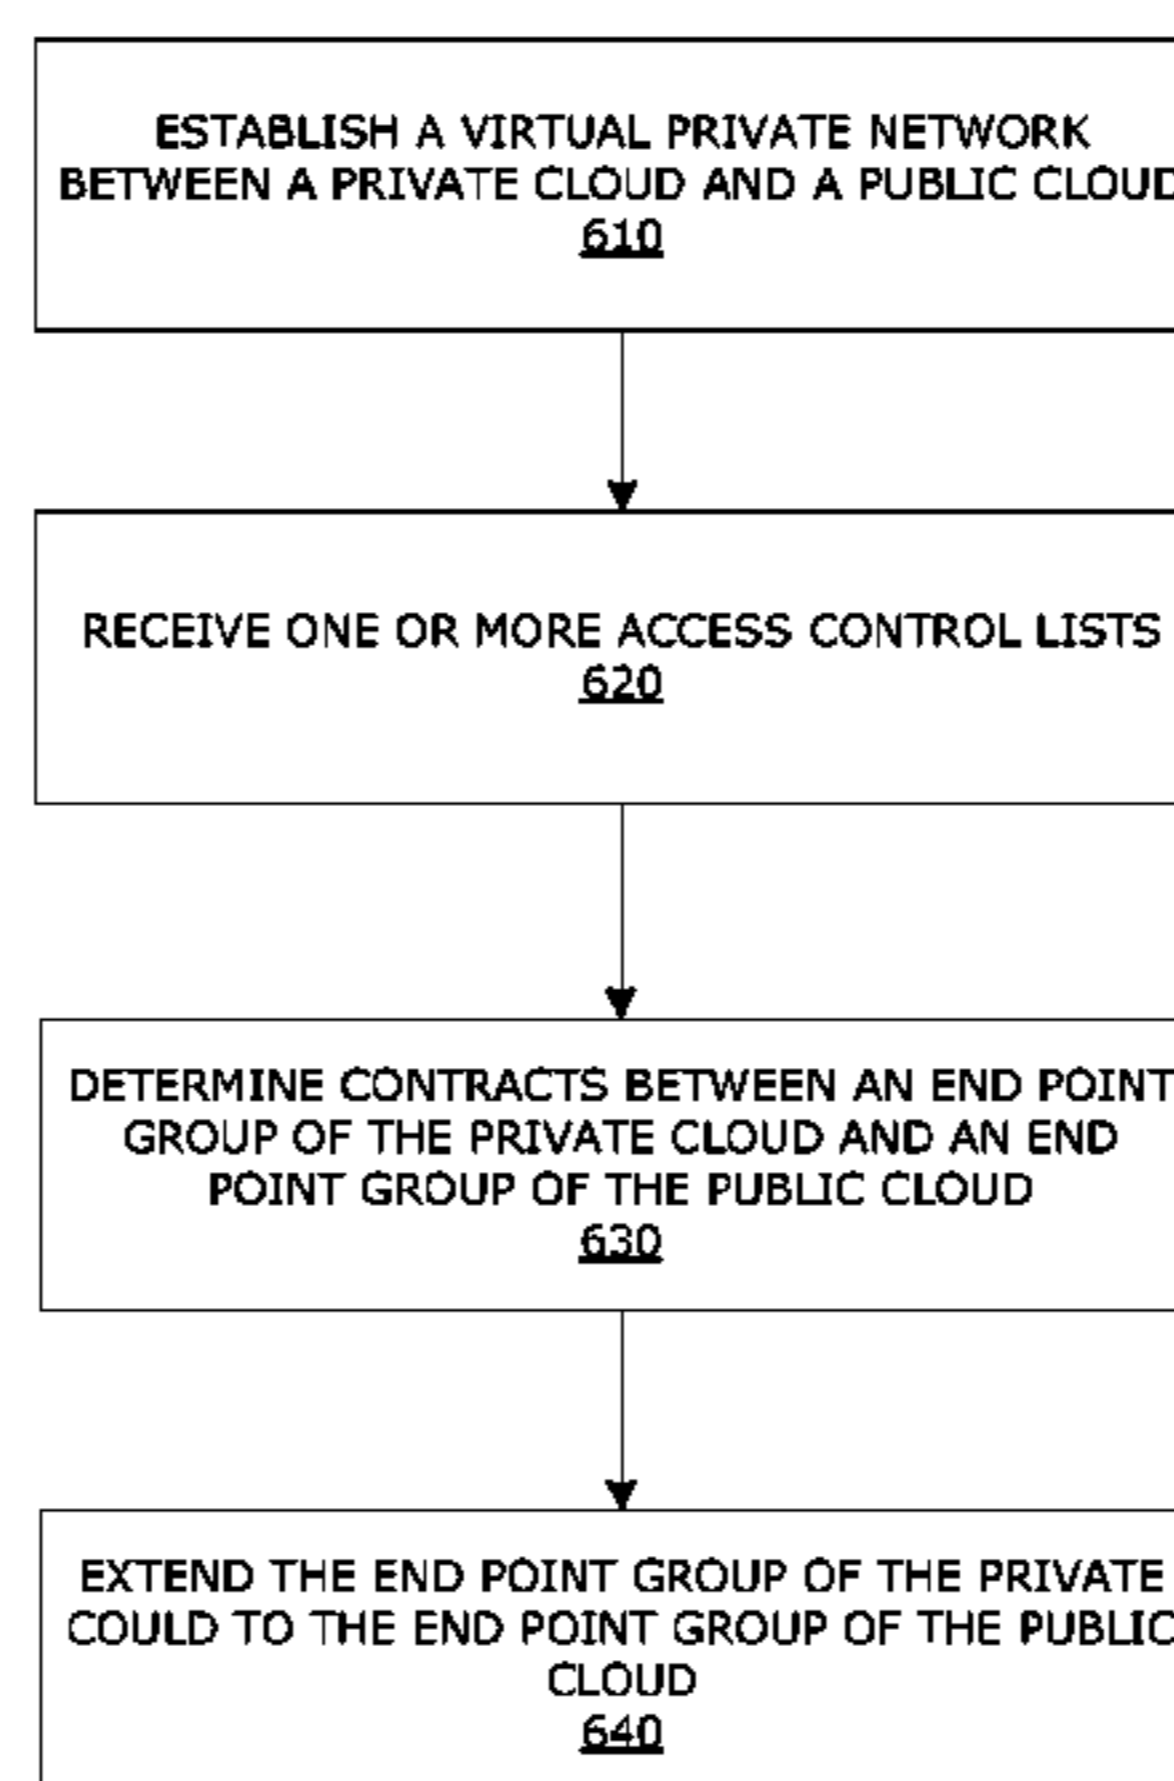 ESTABLISH A VIRTUAL PRIVATE NETWORK
BETWEEN A PRIVATE CLOUD AND A PUBLIC CLOUD
610
RECEIVE ONE OR MORE ACCESS CONTROL LISTS
620
DETERMINE CONTRACTS BETWEEN AN END POINT
GROUP OF THE PRIVATE CLOUD AND AN END
POINT GROUP OF THE PUBLIC CLOUD
630
EXTEND THE END POINT GROUP OF THE PRIVATE
COULD TO THE END POINT GROUP OF THE PUBLIC
CLOUD
640